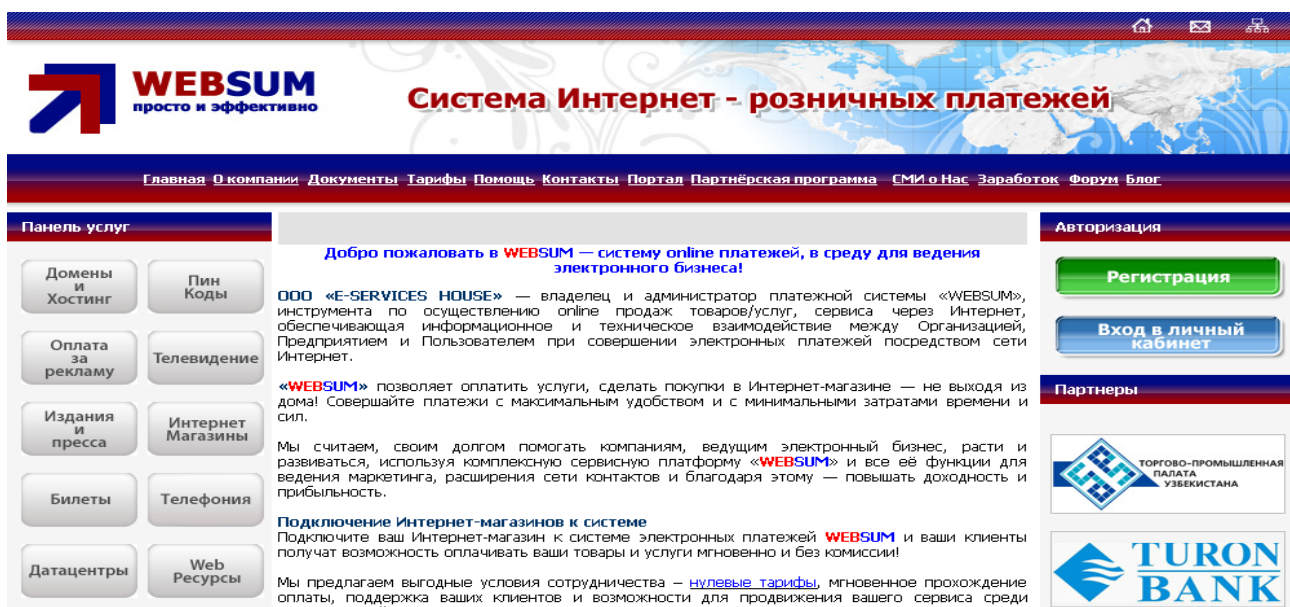 WEBSUM
просто и эффективно
Система Интернет - розничных платежей
Главная О компании Документы Тарифы Помощь Контакты Портал Партнёрская программа СМИ о Нас Заработок Форум Блог
Панель услуг
Домены
и
Хостинг
Пин
Коды
Оплата
за
рекламу
Телевидение
Издания
и
пресса
Интернет
Магазины
Билеты
Телефония
Датацентры
Web
Ресурсы
Добро пожаловать в WEBSUM — систему online платежей, в среду для ведения
электронного бизнеса!
ООО «E-SERVICES HOUSE» — владелец и администратор платежной системы «WEBSUM»,
инструмента по осуществлению online продаж товаров/услуг, сервиса через Интернет,
обеспечивающая информационное и техническое взаимодействие между Организацией,
Предприятием и Пользователем при совершении электронных платежей посредством сети
Интернет.
«WEBSUM» позволяет оплатить услуги, сделать покупки в Интернет-магазине — не выходя из
дома! Совершайте платежи с максимальным удобством и с минимальными затратами времени и
сил.
Мы считаем, своим долгом помогать компаниям, ведущим электронный бизнес, расти и
развиваться, используя комплексную сервисную платформу «WEBSUM» и все её функции для
ведения маркетинга, расширения сети контактов и благодаря этому — повышать доходность и
прибыльность.
Подключение Интернет-магазинов к системе
Подключите ваш Интернет-магазин к системе электронных платежей WEBSUM и ваши клиенты
получат возможность оплачивать ваши товары и услуги мгновенно и без комиссии!
Мы предлагаем выгодные условия сотрудничества – нулевые тарифы, мгновенное прохождение
оплаты, поддержка ваших клиентов и возможности для продвижения вашего сервиса среди
Авторизация
Регистрация
Вход в личный
кабинет
Партнеры
ТОРГОВО-ПРОМЫШЛЕННАЯ
ПАЛАТА
УЗБЕКИСТАНА
TURON
BANK